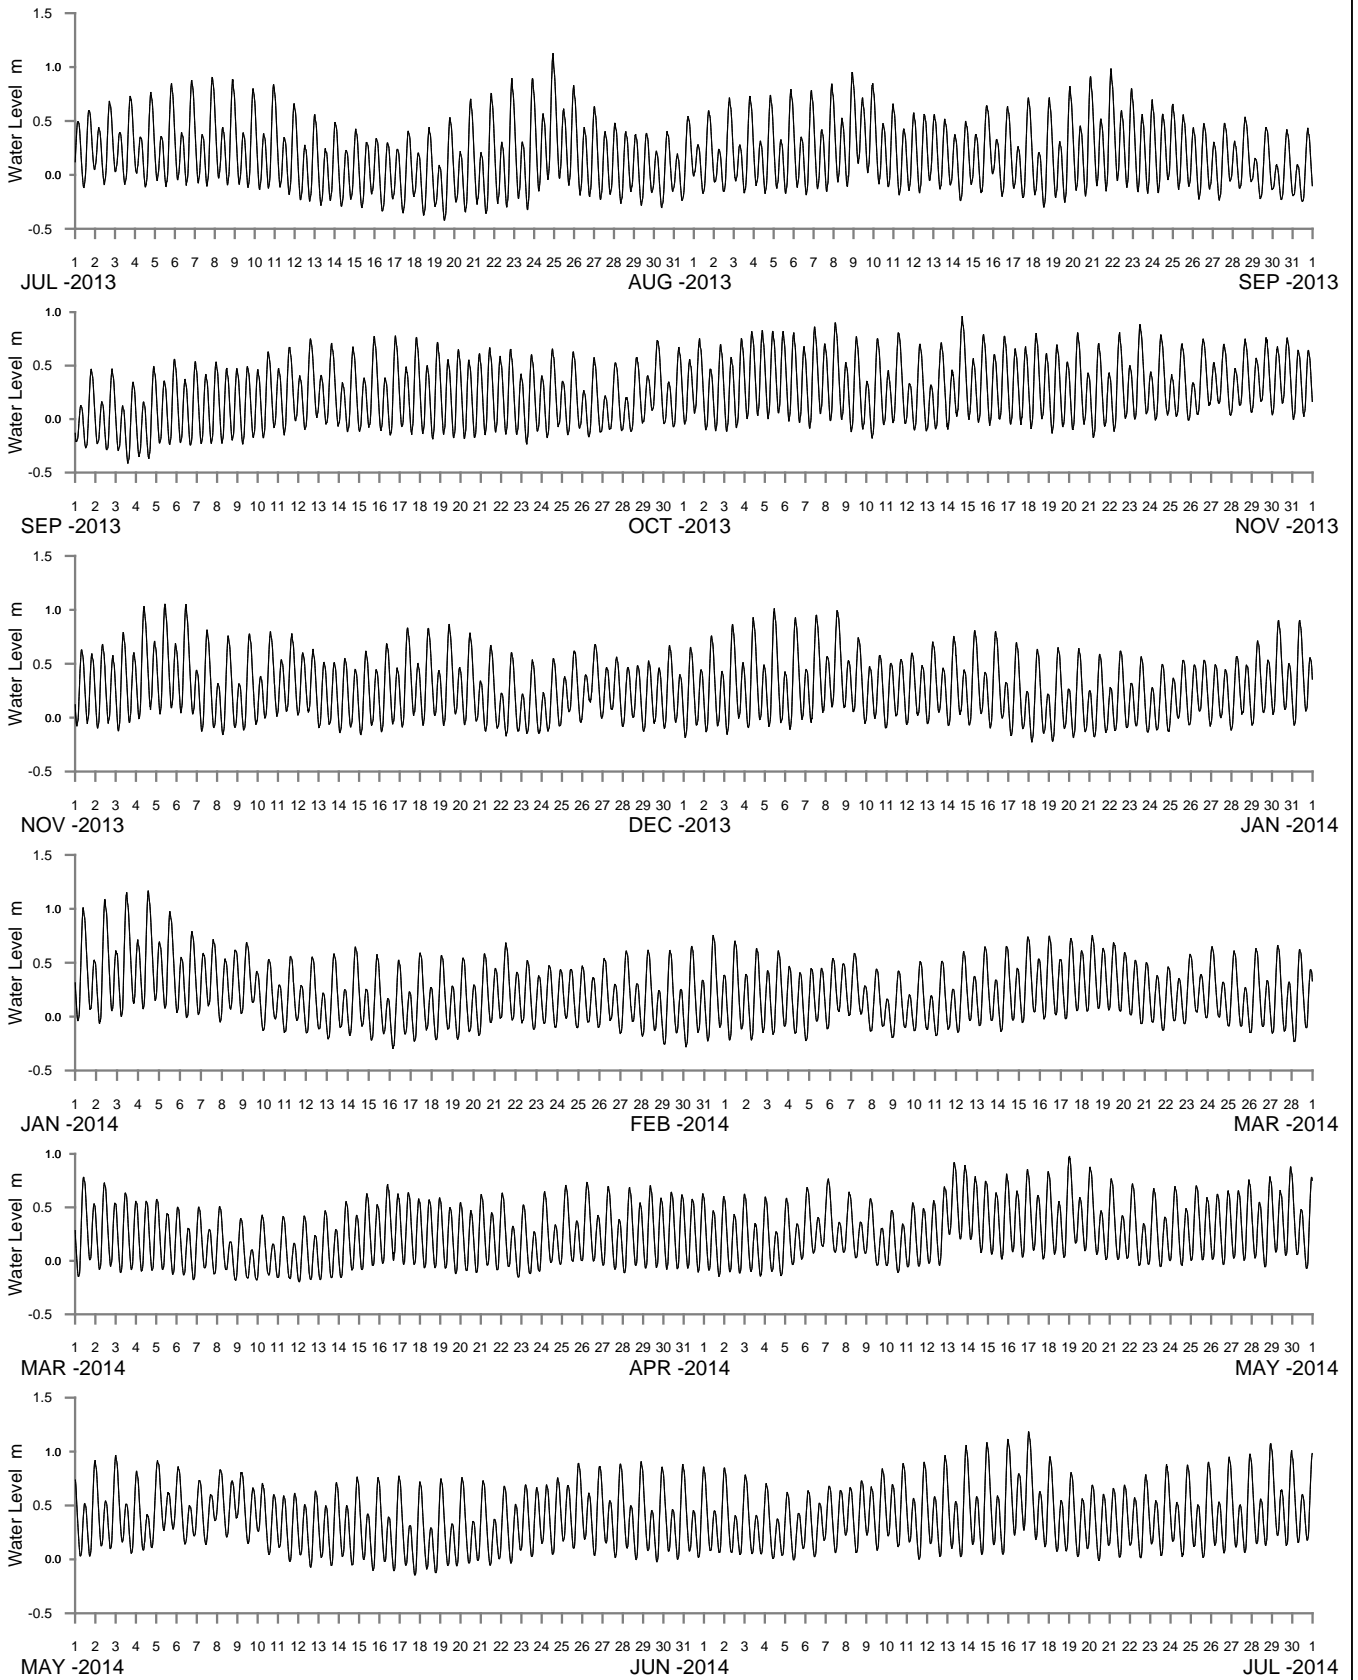 1.5
1.0
0.5
0.0
-0.5
Water Level m
1 2 3 4 5 6 7 8 9 10 11 12 13 14 15 16 17 18 19 20 21 22 23 24 25 26 27 28 29 30 31 1 2 3 4 5 6 7 8 9 10 11 12 13 14 15 16 17 18 19 20 21 22 23 24 25 26 27 28 29 30 31 1
JUL -2013 AUG -2013 SEP -2013
1.0
0.5
0.0
-0.5
Water Level m
1 2 3 4 5 6 7 8 9 10 11 12 13 14 15 16 17 18 19 20 21 22 23 24 25 26 27 28 29 30 1 2 3 4 5 6 7 8 9 10 11 12 13 14 15 16 17 18 19 20 21 22 23 24 25 26 27 28 29 30 31 1
SEP -2013 OCT -2013 NOV -2013
1.5
1.0
0.5
0.0
-0.5
Water Level m
1 2 3 4 5 6 7 8 9 10 11 12 13 14 15 16 17 18 19 20 21 22 23 24 25 26 27 28 29 30 1 2 3 4 5 6 7 8 9 10 11 12 13 14 15 16 17 18 19 20 21 22 23 24 25 26 27 28 29 30 31 1
NOV -2013 DEC -2013 JAN -2014
1.5
1.0
0.5
0.0
-0.5
Water Level m
1 2 3 4 5 6 7 8 9 10 11 12 13 14 15 16 17 18 19 20 21 22 23 24 25 26 27 28 29 30 31 1 2 3 4 5 6 7 8 9 10 11 12 13 14 15 16 17 18 19 20 21 22 23 24 25 26 27 28 1
JAN -2014 FEB -2014 MAR -2014
1.0
0.5
0.0
-0.5
Water Level m
1 2 3 4 5 6 7 8 9 10 11 12 13 14 15 16 17 18 19 20 21 22 23 24 25 26 27 28 29 30 31 1 2 3 4 5 6 7 8 9 10 11 12 13 14 15 16 17 18 19 20 21 22 23 24 25 26 27 28 29 30 1
MAR -2014 APR -2014 MAY -2014
1.5
1.0
0.5
0.0
-0.5
Water Level m
1 2 3 4 5 6 7 8 9 10 11 12 13 14 15 16 17 18 19 20 21 22 23 24 25 26 27 28 29 30 31 1 2 3 4 5 6 7 8 9 10 11 12 13 14 15 16 17 18 19 20 21 22 23 24 25 26 27 28 29 30 1
MAY -2014 JUN -2014 JUL -2014